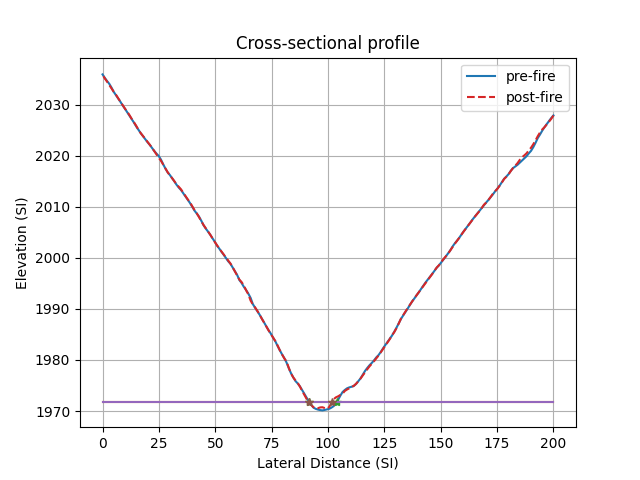 Cross-sectional profile
pre-fire
post-fire
Elevation (SI)
2030
2020
2010
2000
1990
1980
1970
0 25 50 75 100 125 150 175 200
Lateral Distance (SI)